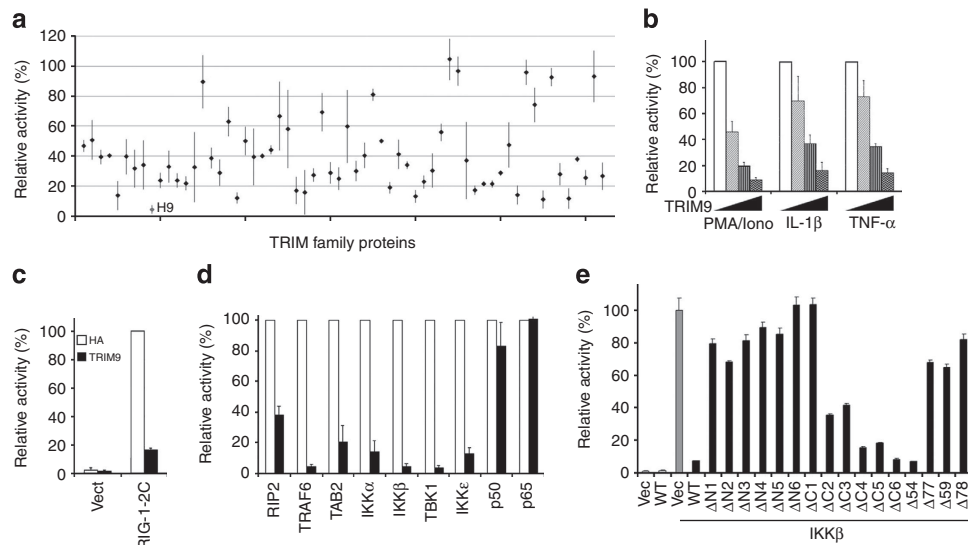 a
Relative activity (%)
120
100
80
60
40
20
0
H9
TRIM family proteins
b
Relative activity (%)
100
80
60
40
20
0
TRIM9
PMA/Iono IL-1β TNF-α
c
Relative activity (%)
100
80
60
40
20
0
HA
TRIM9
Vect
RIG-1-2C
d
Relative activity (%)
100
80
60
40
20
0
RIP2
TRAF6
TAB2
IKKα
IKKβ
TBK1
IKKε
p50
p65
e
Relative activity (%)
100
80
60
40
20
0
Vec
WT
Vec
WT
ΔN1
ΔN2
ΔN3
ΔN4
ΔN5
ΔN6
ΔC1
ΔC2
ΔC3
ΔC4
ΔC5
ΔC6
Δ54
Δ77
Δ59
Δ78
IKKβ